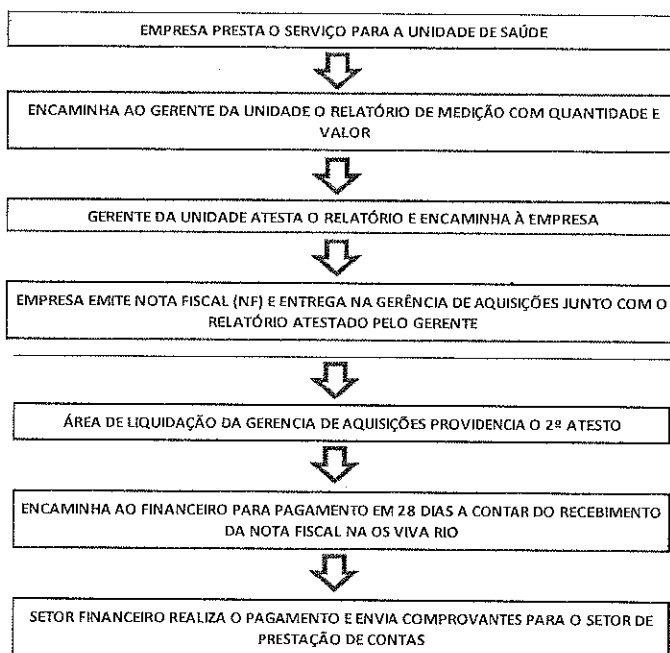 EMPRESA PRESTA O SERVIÇO PARA A UNIDADE DE SAÚDE
ENCAMINHA AO GERENTE DA UNIDADE O RELATÓRIO DE MEDIÇÃO COM QUANTIDADE E
VALOR
GERENTE DA UNIDADE ATESTA O RELATÓRIO E ENCAMINHA À EMPRESA
EMPRESA EMITE NOTA FISCAL (NF) E ENTREGA NA GERÊNCIA DE AQUISIÇÕES JUNTO COM O
RELATÓRIO ATESTADO PELO GERENTE
ÁREA DE LIQUIDAÇÃO DA GERENCIA DE AQUISIÇÕES PROVIDENCIA O 2º ATESTO
ENCAMINHA AO FINANCEIRO PARA PAGAMENTO EM 28 DIAS A CONTAR DO RECEBIMENTO
DA NOTA FISCAL NA OS VIVA RIO
SETOR FINANCEIRO REALIZA O PAGAMENTO E ENVIA COMPROVANTES PARA O SETOR DE
PRESTAÇÃO DE CONTAS